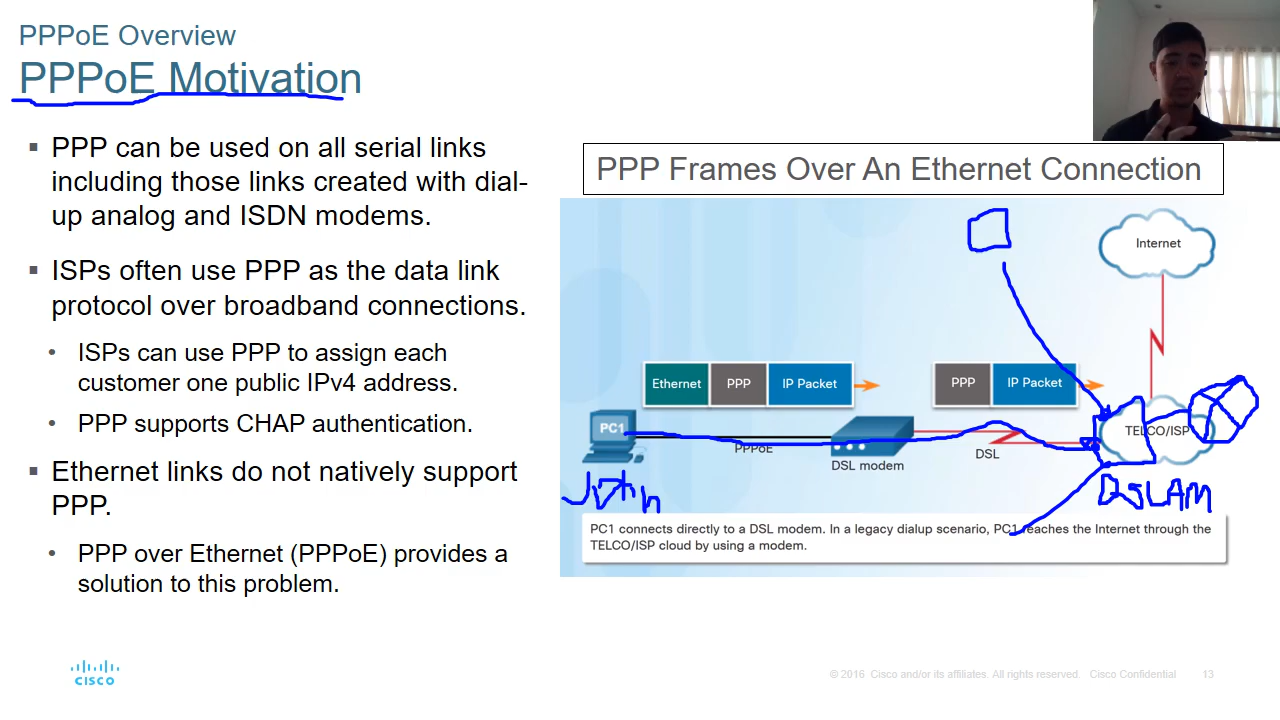 PPPoE Overview
PPPoE Motivation
▪ PPP can be used on all serial links
including those links created with dial-
up analog and ISDN modems.
▪ ISPs often use PPP as the data link
protocol over broadband connections.
• ISPs can use PPP to assign each
customer one public IPv4 address.
• PPP supports CHAP authentication.
▪ Ethernet links do not natively support
PPP.
• PPP over Ethernet (PPPoE) provides a
solution to this problem.
PPP Frames Over An Ethernet Connection
Internet
Ethernet PPP IP Packet
PPP IP Packet
PC1
TELCO/ISP
PPPoE
DSL modem
DSL
DSLAM
PC1 connects directly to a DSL modem. In a legacy dialup scenario, PC1 reaches the Internet through the
TELCO/ISP cloud by using a modem.
CISCO
© 2016 Cisco and/or its affiliates. All rights reserved. Cisco Confidential 13